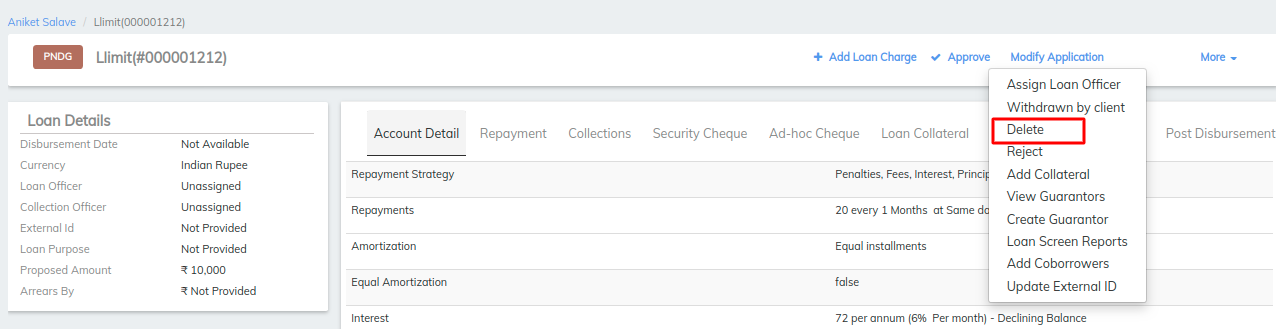 Aniket Salave / Llimit(000001212)
PNDG Llimit(#000001212) Add Loan Charge Approve Modify Application More
Loan Details
Disbursement Date Not Available
Currency Indian Rupee
Loan Officer Unassigned
Collection Officer Unassigned
External Id Not Provided
Loan Purpose Not Provided
Proposed Amount ₹ 10,000
Arrears By ₹ Not Provided
Account Detail Repayment Collections Security Cheque Ad-hoc Cheque Loan Collateral Post Disbursement
Repayment Strategy Penalties, Fees, Interest, Princip
Repayments 20 every 1 Months at Same da
Amortization Equal installments
Equal Amortization false
Interest 72 per annum (6% Per month) - Declining Balance
Assign Loan Officer
Withdrawn by client
Delete
Reject
Add Collateral
View Guarantors
Create Guarantor
Loan Screen Reports
Add Coborrowers
Update External ID